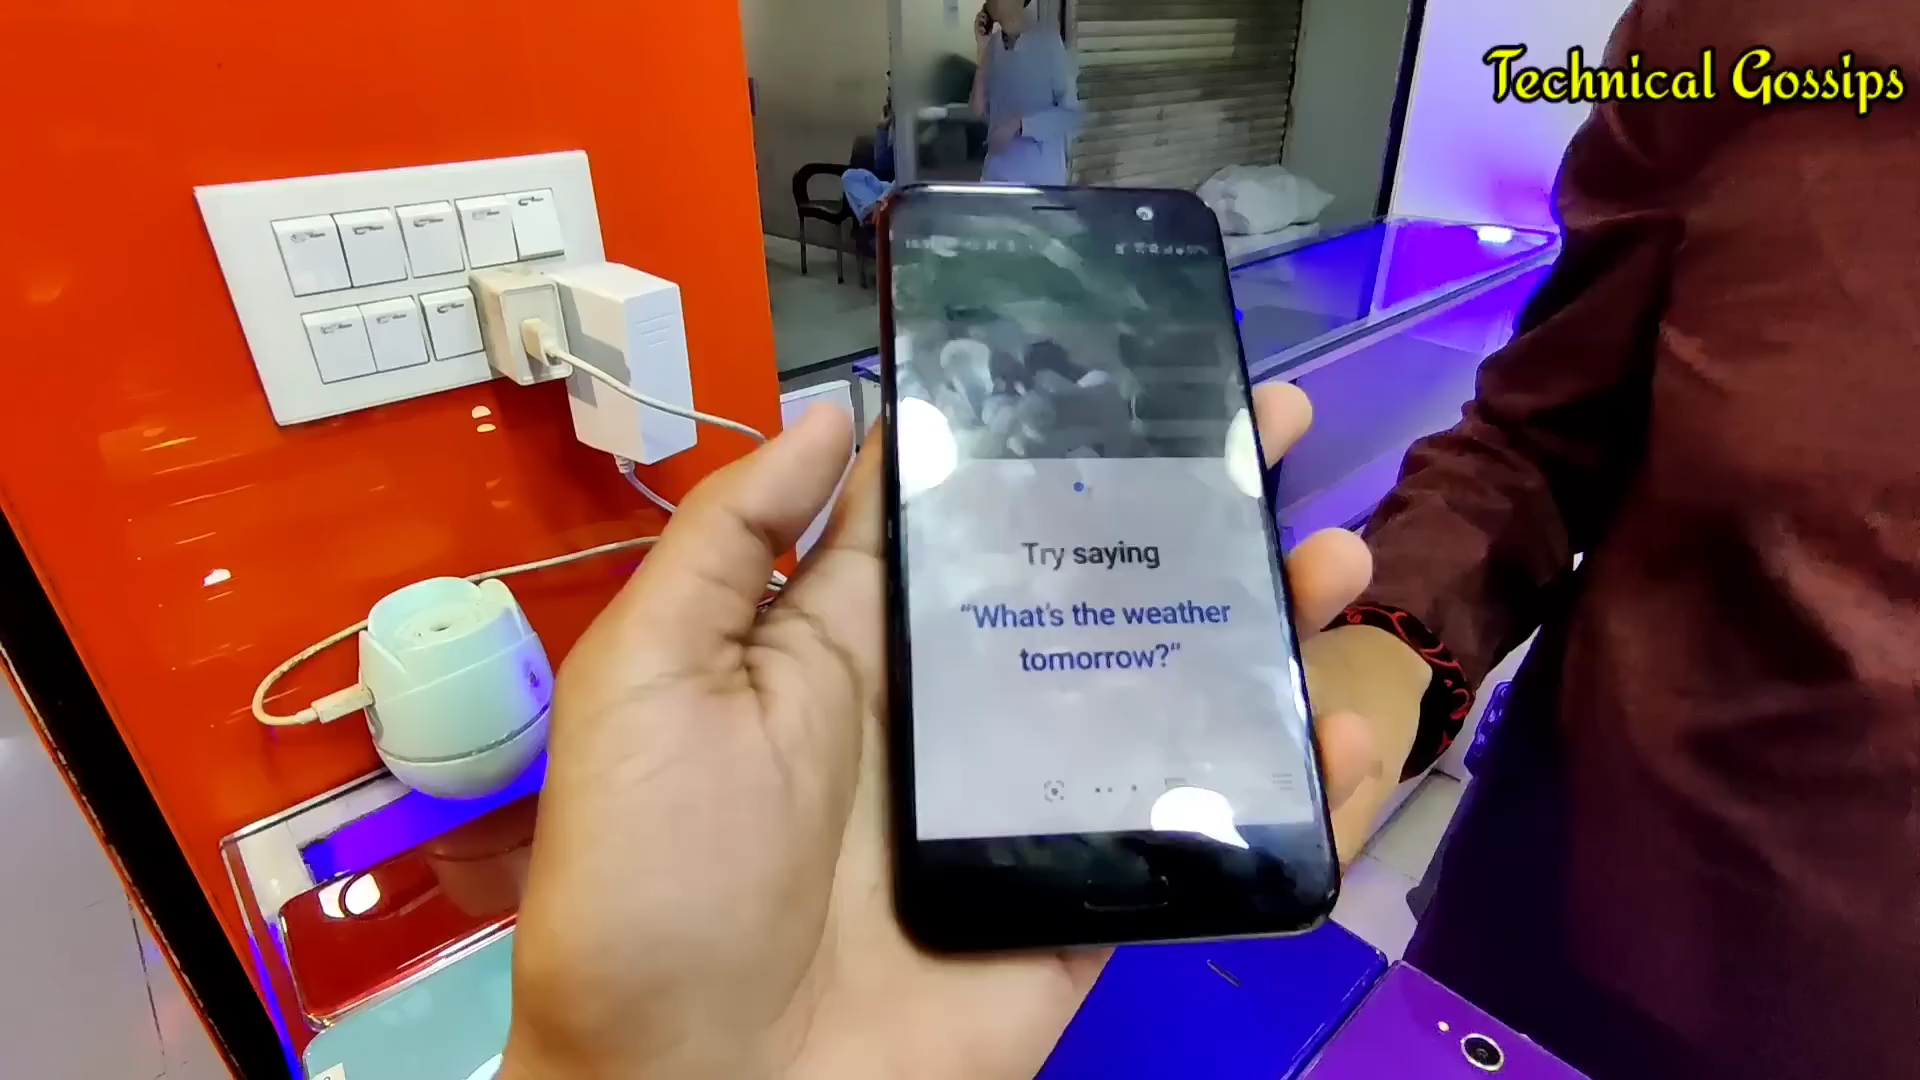 Technical Gossips
Try saying
“What's the weather
tomorrow?”